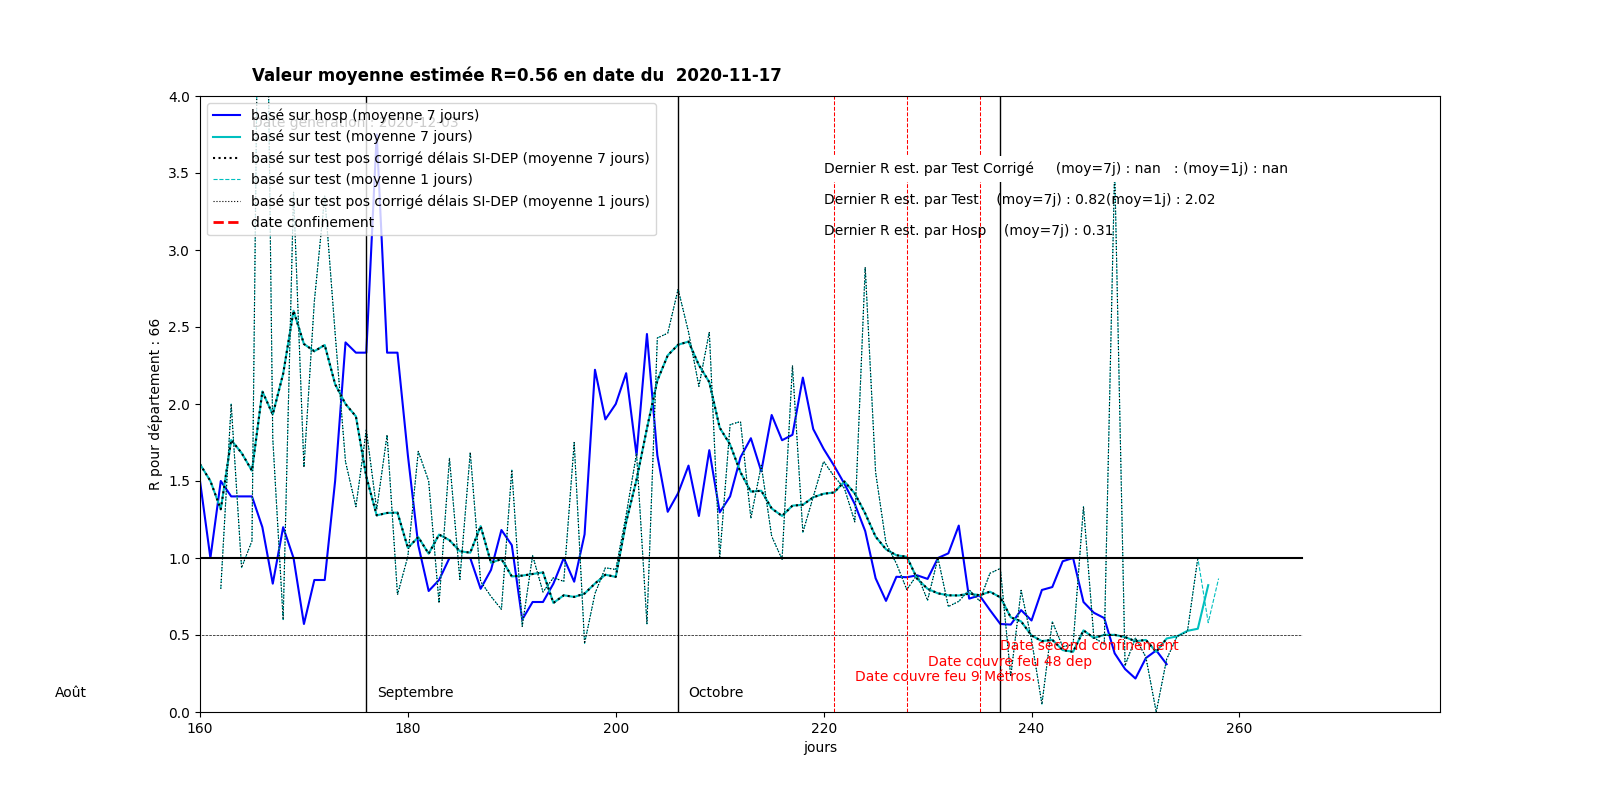 Valeur moyenne estimée R=0.56 en date du  2020-11-17
Date génération : 2020-12-03
basé sur hosp (moyenne 7 jours)
basé sur test (moyenne 7 jours)
basé sur test pos corrigé délais SI-DEP (moyenne 7 jours)
basé sur test (moyenne 1 jours)
basé sur test pos corrigé délais SI-DEP (moyenne 1 jours)
date confinement
Dernier R est. par Test Corrigé     (moy=7j) : nan   : (moy=1j) : nan
Dernier R est. par Test    (moy=7j) : 0.82(moy=1j) : 2.02
Dernier R est. par Hosp    (moy=7j) : 0.31
4.0
3.5
3.0
2.5
2.0
1.5
1.0
0.5
0.0
R pour département : 66
Date second confinement
Date couvre feu 48 dep
Date couvre feu 9 Métros.
Août
Septembre
Octobre
160 180 200 220 240 260
jours